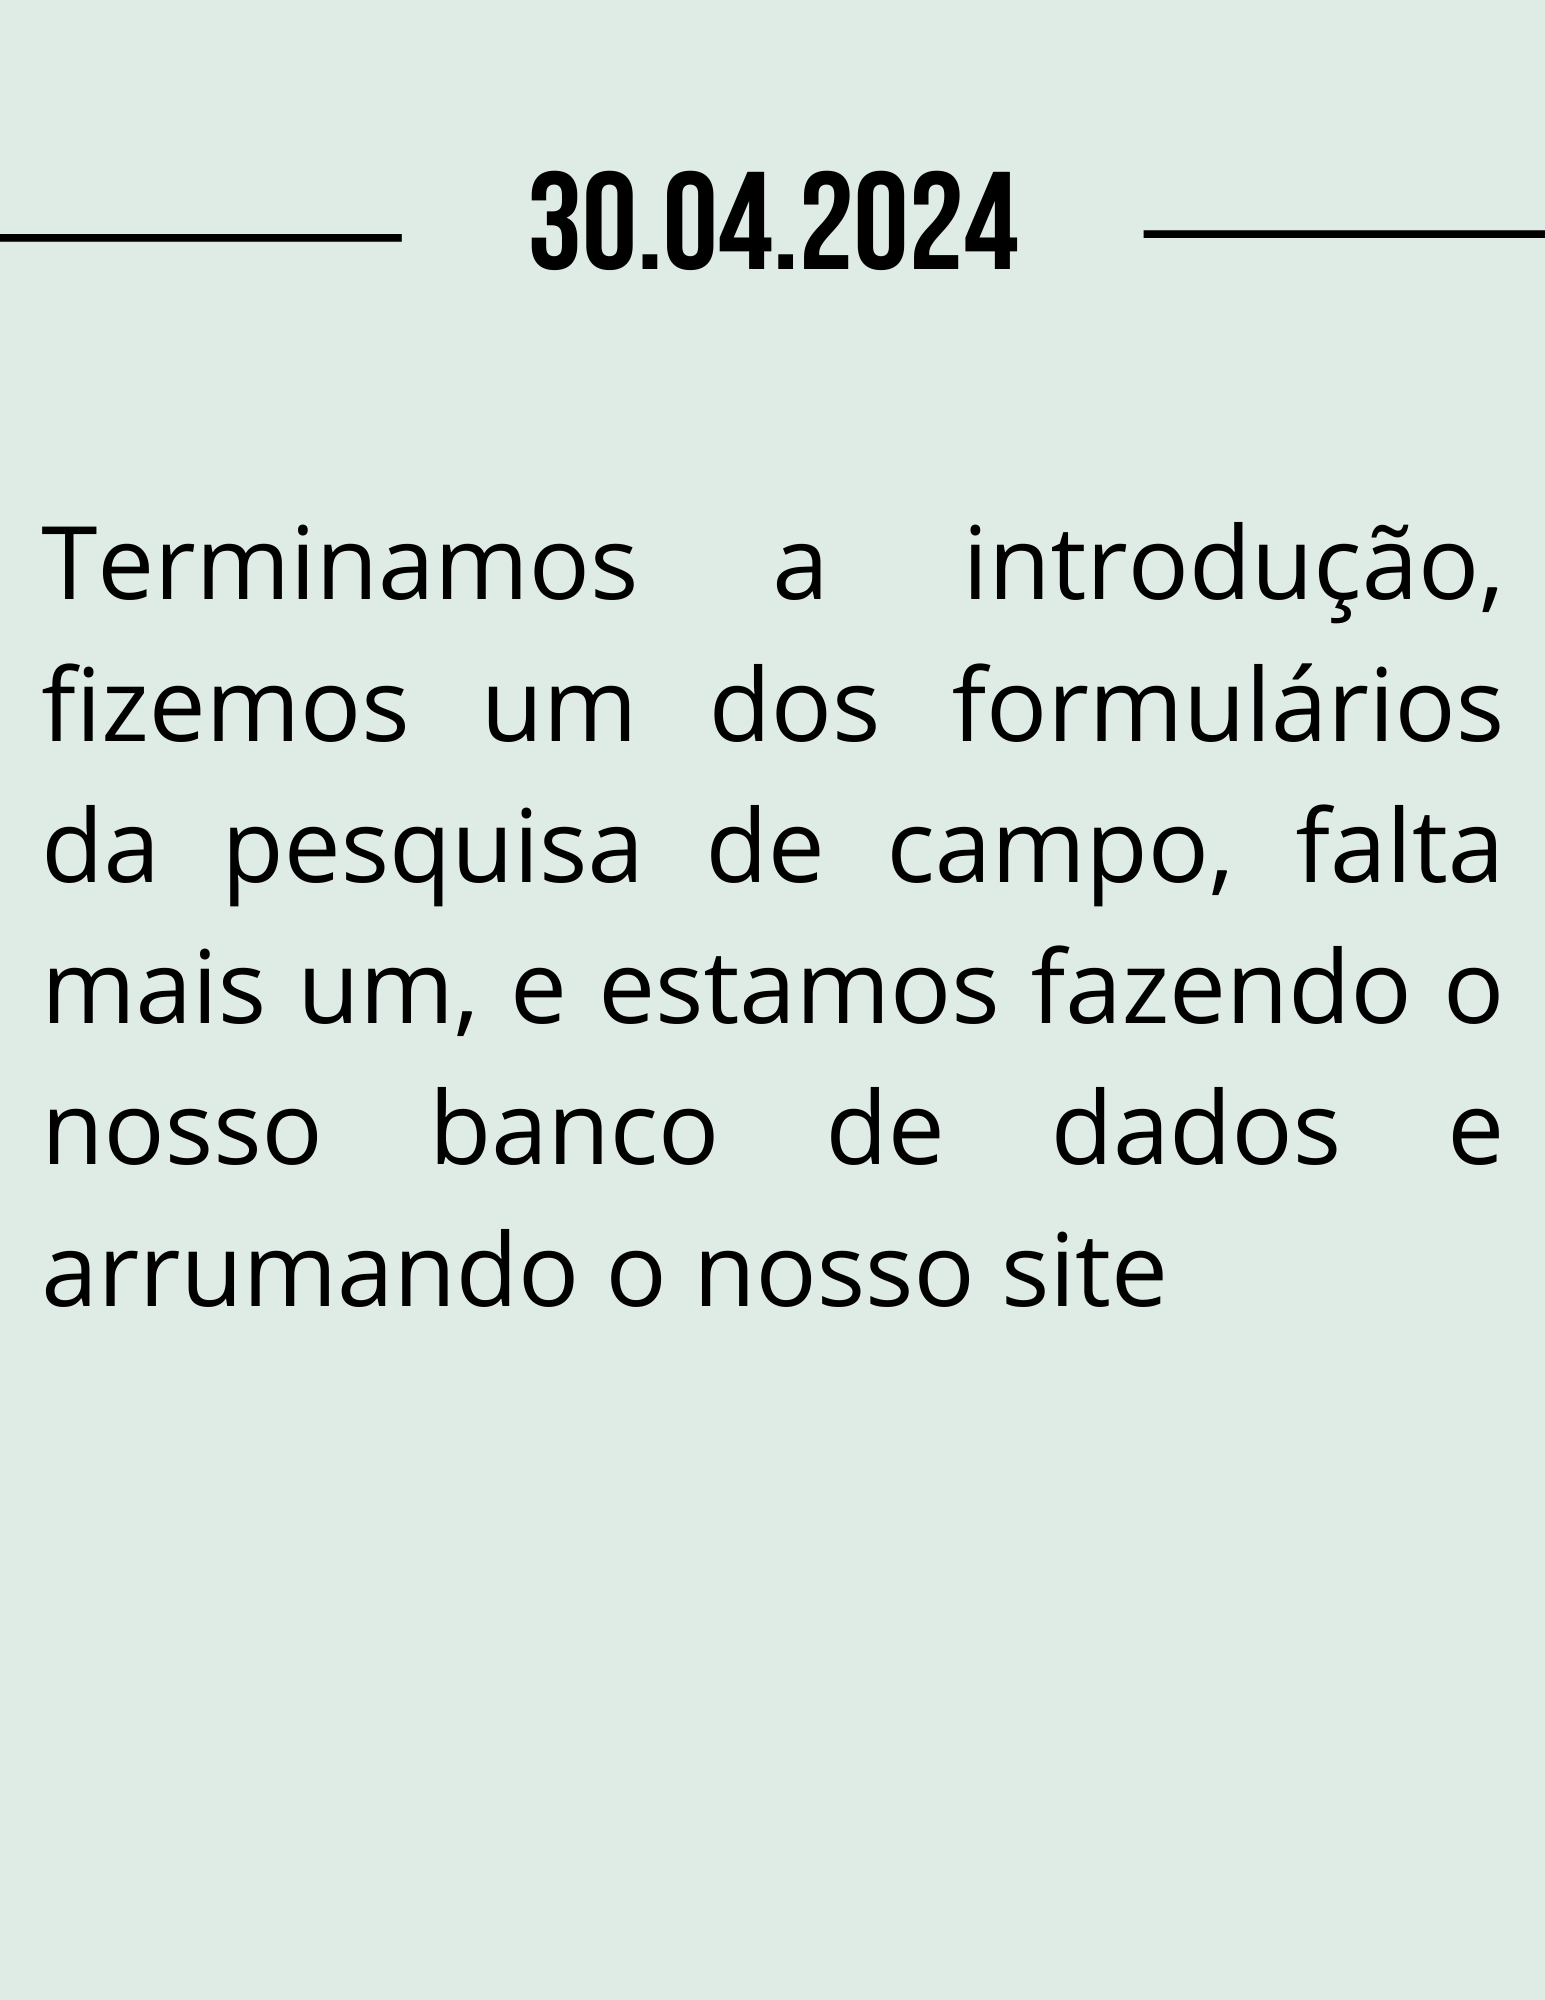 30.04.2024
Terminamos a introdução,
fizemos um dos formulários
da pesquisa de campo, falta
mais um, e estamos fazendo o
nosso banco de dados e
arrumando o nosso site